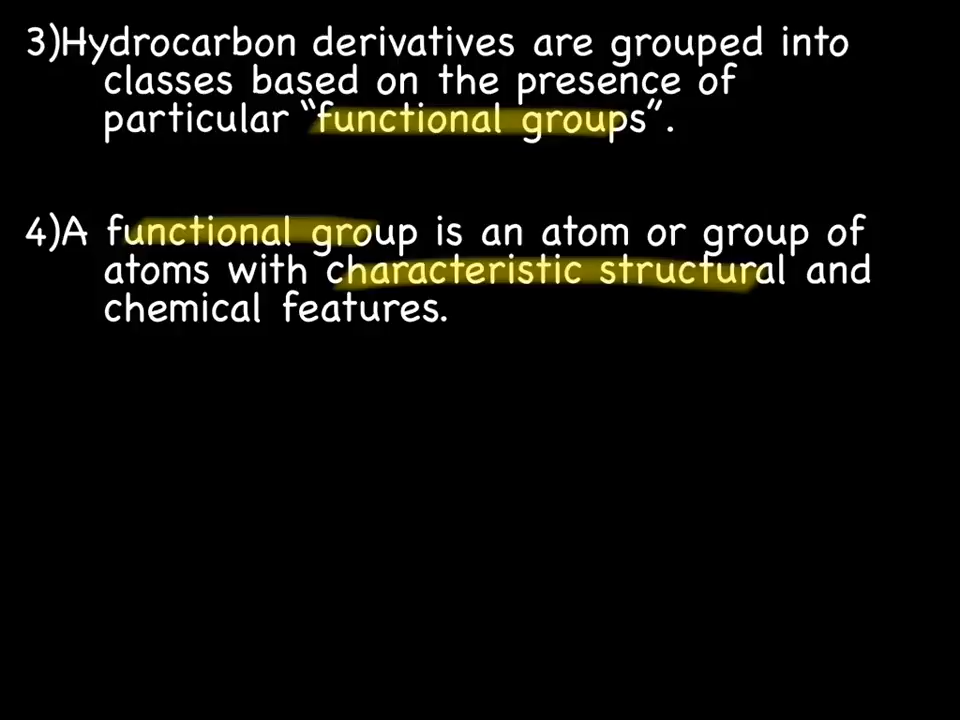 3)Hydrocarbon derivatives are grouped into
classes based on the presence of
particular “functional groups”.
4)A functional group is an atom or group of
atoms with characteristic structural and
chemical features.